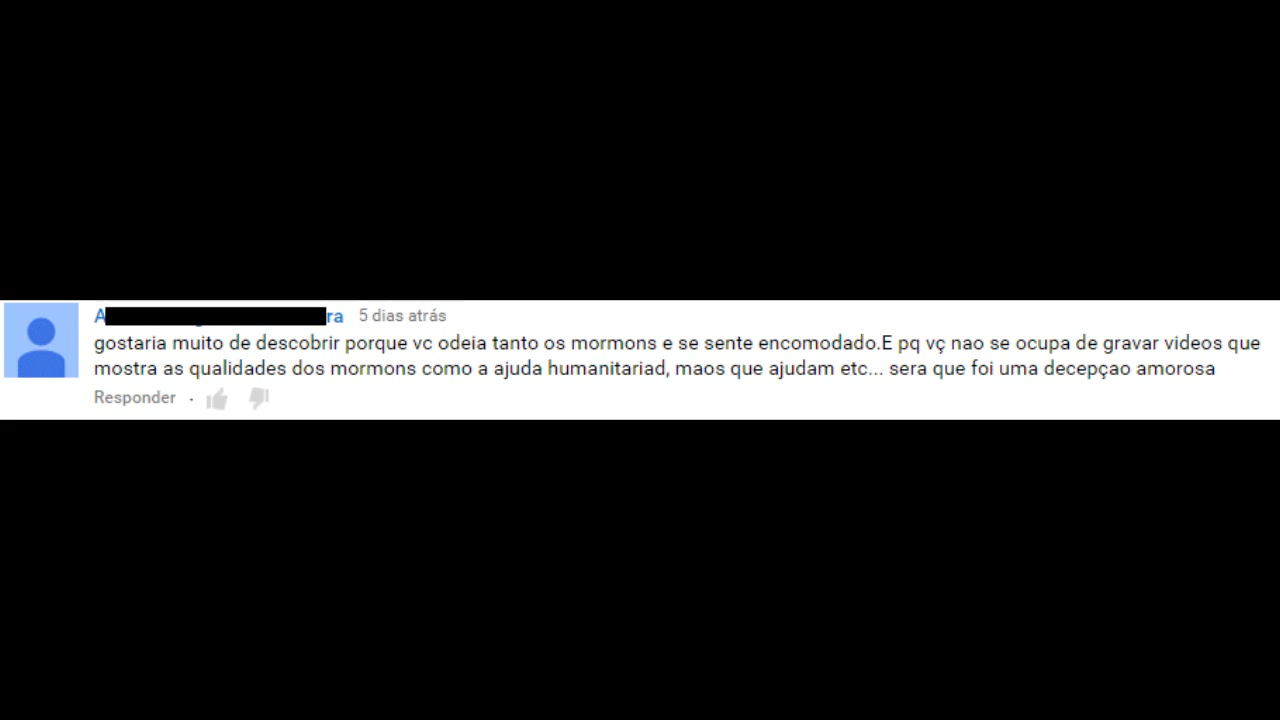 A ra 5 dias atrás
gostaria muito de descobrir porque vc odeia tanto os mormons e se sente encomodado.E pq vç nao se ocupa de gravar videos que
mostra as qualidades dos mormons como a ajuda humanitariad, maos que ajudam etc... sera que foi uma decepçao amorosa
Responder ·